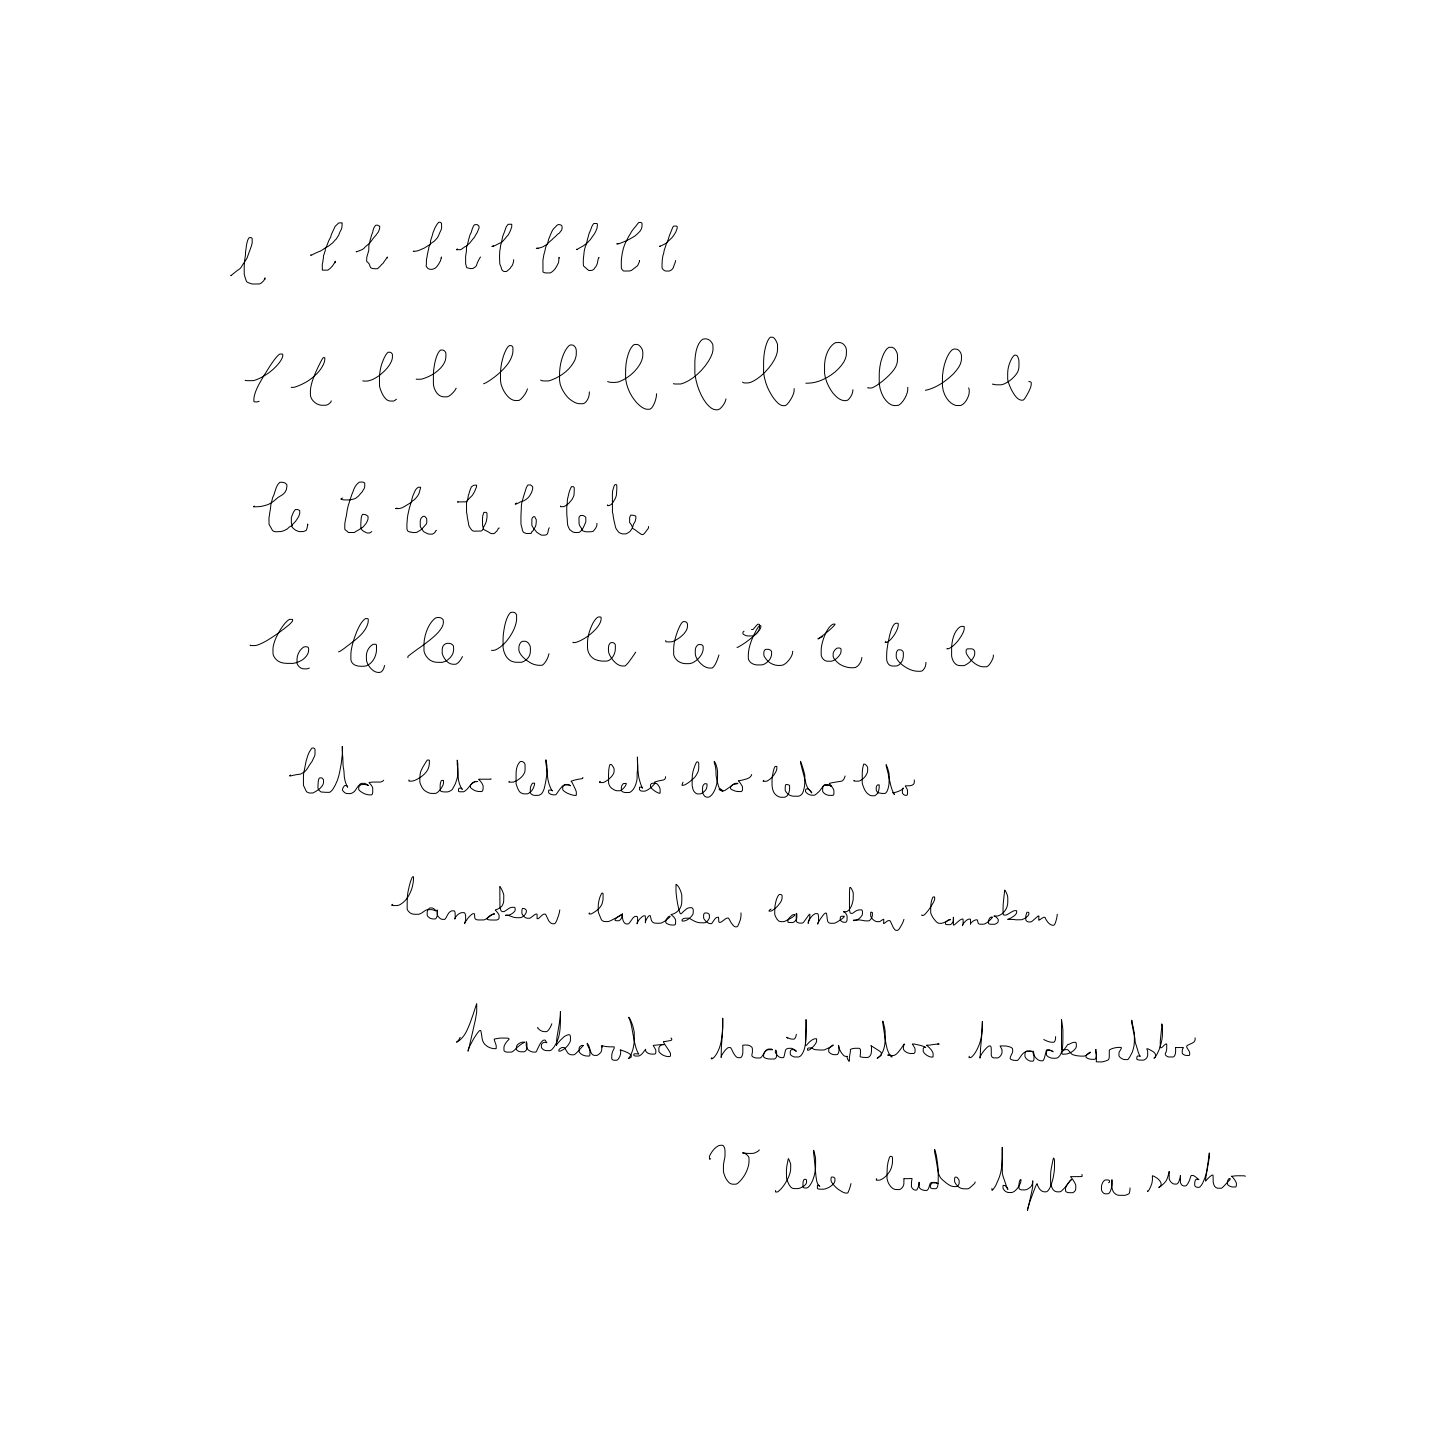 l l l l l l l l l l
l l l l l l l l l l l l l
le le le le le le le
le le le le le le le le le le
leto leto leto leto leto leto leto
lamoken lamoken lamoken lamoken
hračkarstvo hračkarstvo hračkartstvo
V lete bude teplo a sucho